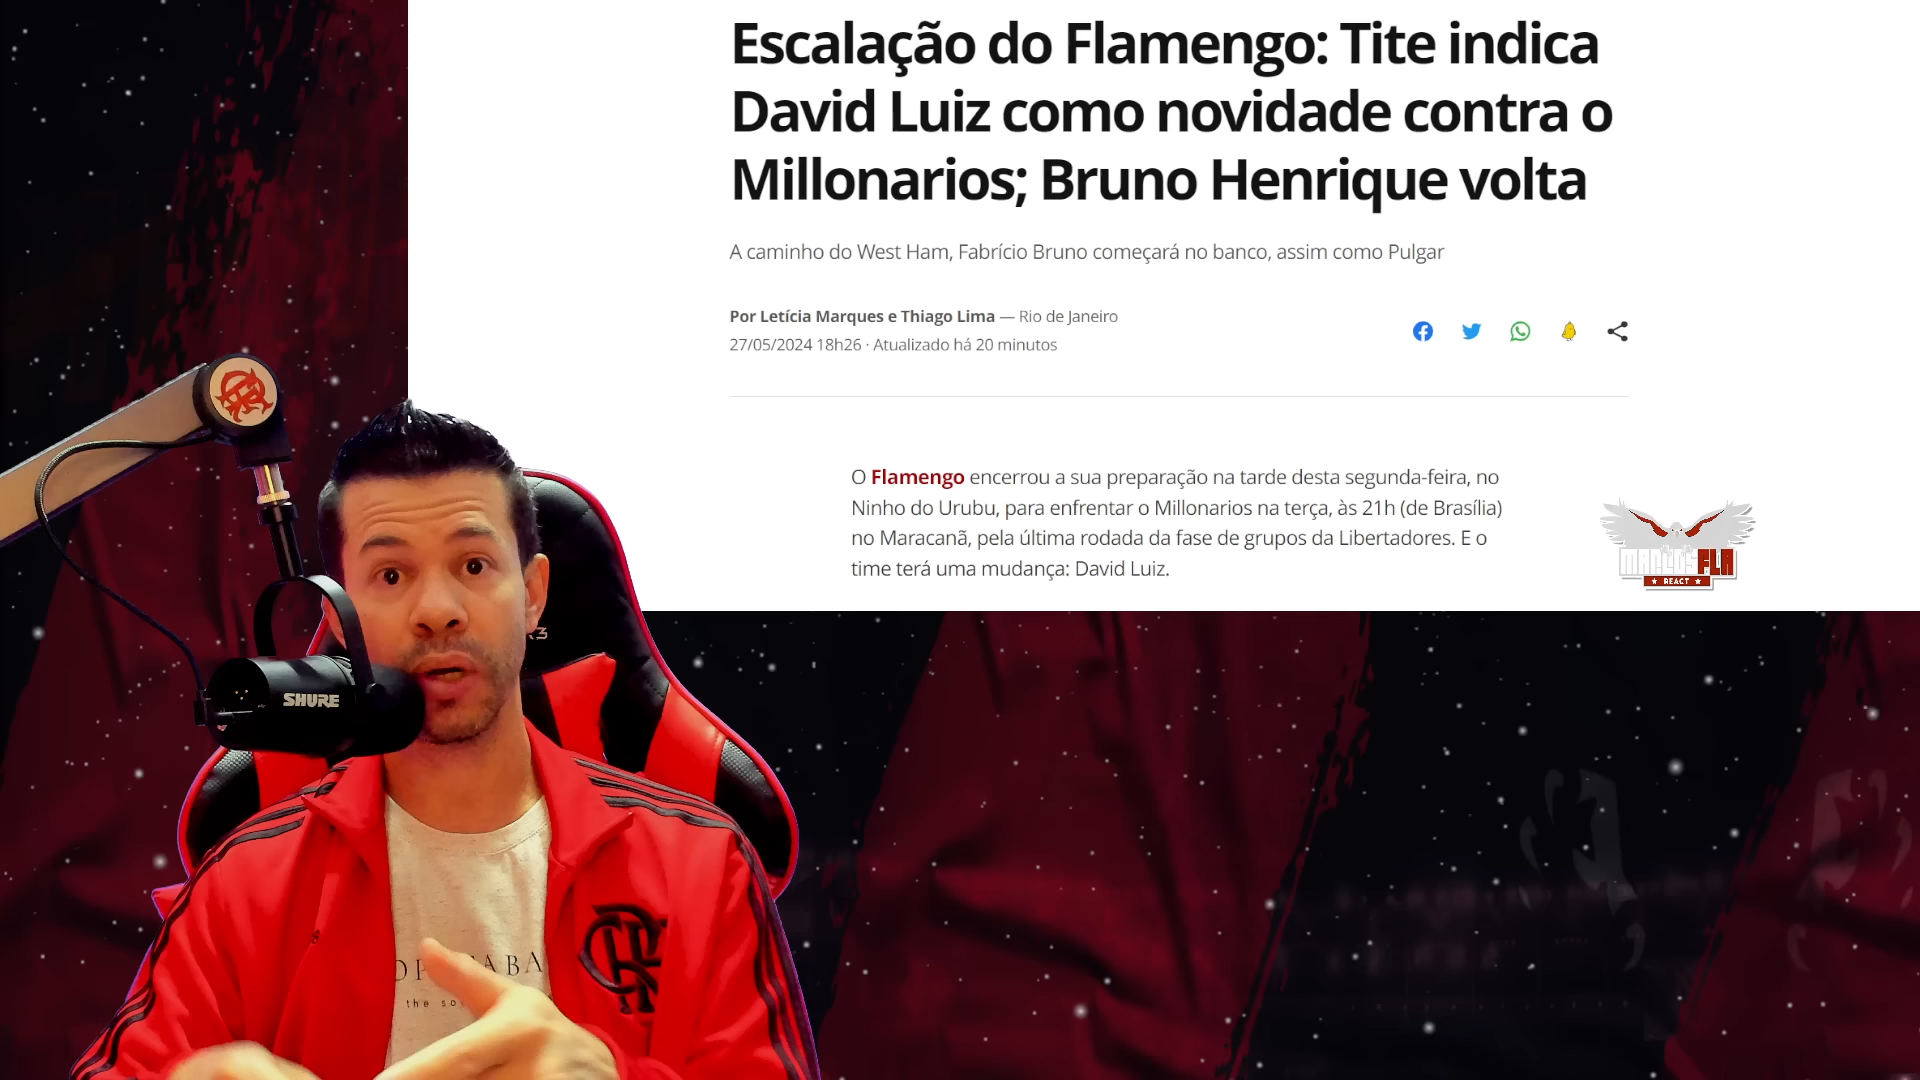 Escalação do Flamengo: Tite indica
David Luiz como novidade contra o
Millonarios; Bruno Henrique volta
A caminho do West Ham, Fabrício Bruno começará no banco, assim como Pulgar
Por Letícia Marques e Thiago Lima — Rio de Janeiro
27/05/2024 18h26 · Atualizado há 20 minutos
O Flamengo encerrou a sua preparação na tarde desta segunda-feira, no
Ninho do Urubu, para enfrentar o Millonarios na terça, às 21h (de Brasília)
no Maracanã, pela última rodada da fase de grupos da Libertadores. E o
time terá uma mudança: David Luiz.
MARCOS FLA
★ REACT ★
SHURE
the so